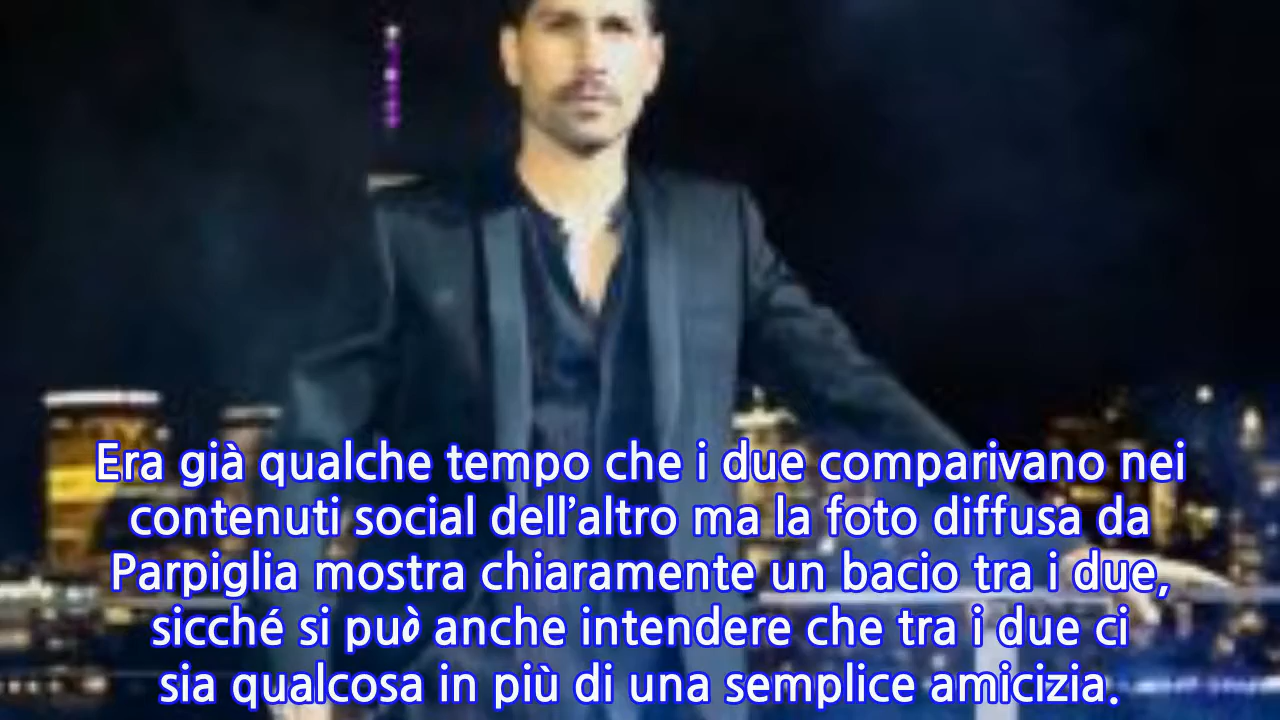 Era già qualche tempo che i due comparivano nei
contenuti social dell’altro ma la foto diffusa da
Parpiglia mostra chiaramente un bacio tra i due,
sicché si può anche intendere che tra i due ci
sia qualcosa in più di una semplice amicizia.